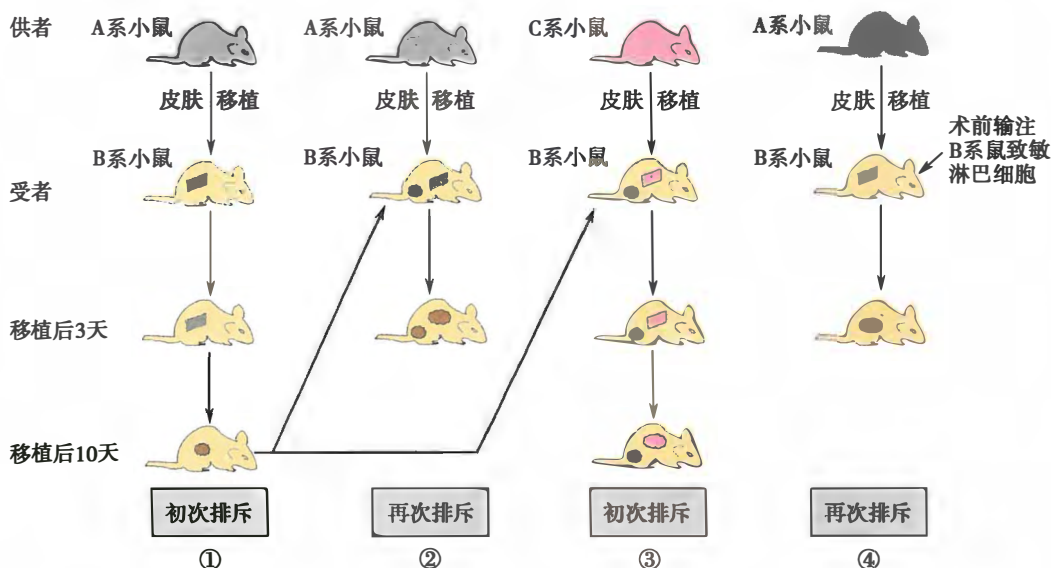 供者 A系小鼠 A系小鼠 C系小鼠 A系小鼠
皮肤 移植 皮肤 移植 皮肤 移植 皮肤 移植
术前输注
B系鼠致敏
淋巴细胞
受者 B系小鼠 B系小鼠 B系小鼠 B系小鼠
移植后3天
移植后10天
初次排斥 再次排斥 初次排斥 再次排斥
① ② ③ ④